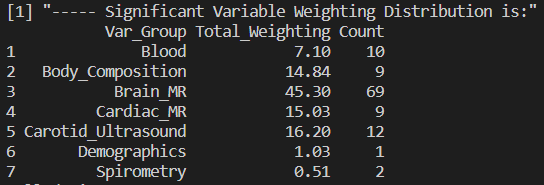 [1] "----- Significant Variable Weighting Distribution is:"
Var_Group Total_Weighting Count
1 Blood 7.10 10
2 Body_Composition 14.84 9
3 Brain_MR 45.30 69
4 Cardiac_MR 15.03 9
5 Carotid_Ultrasound 16.20 12
6 Demographics 1.03 1
7 Spirometry 0.51 2